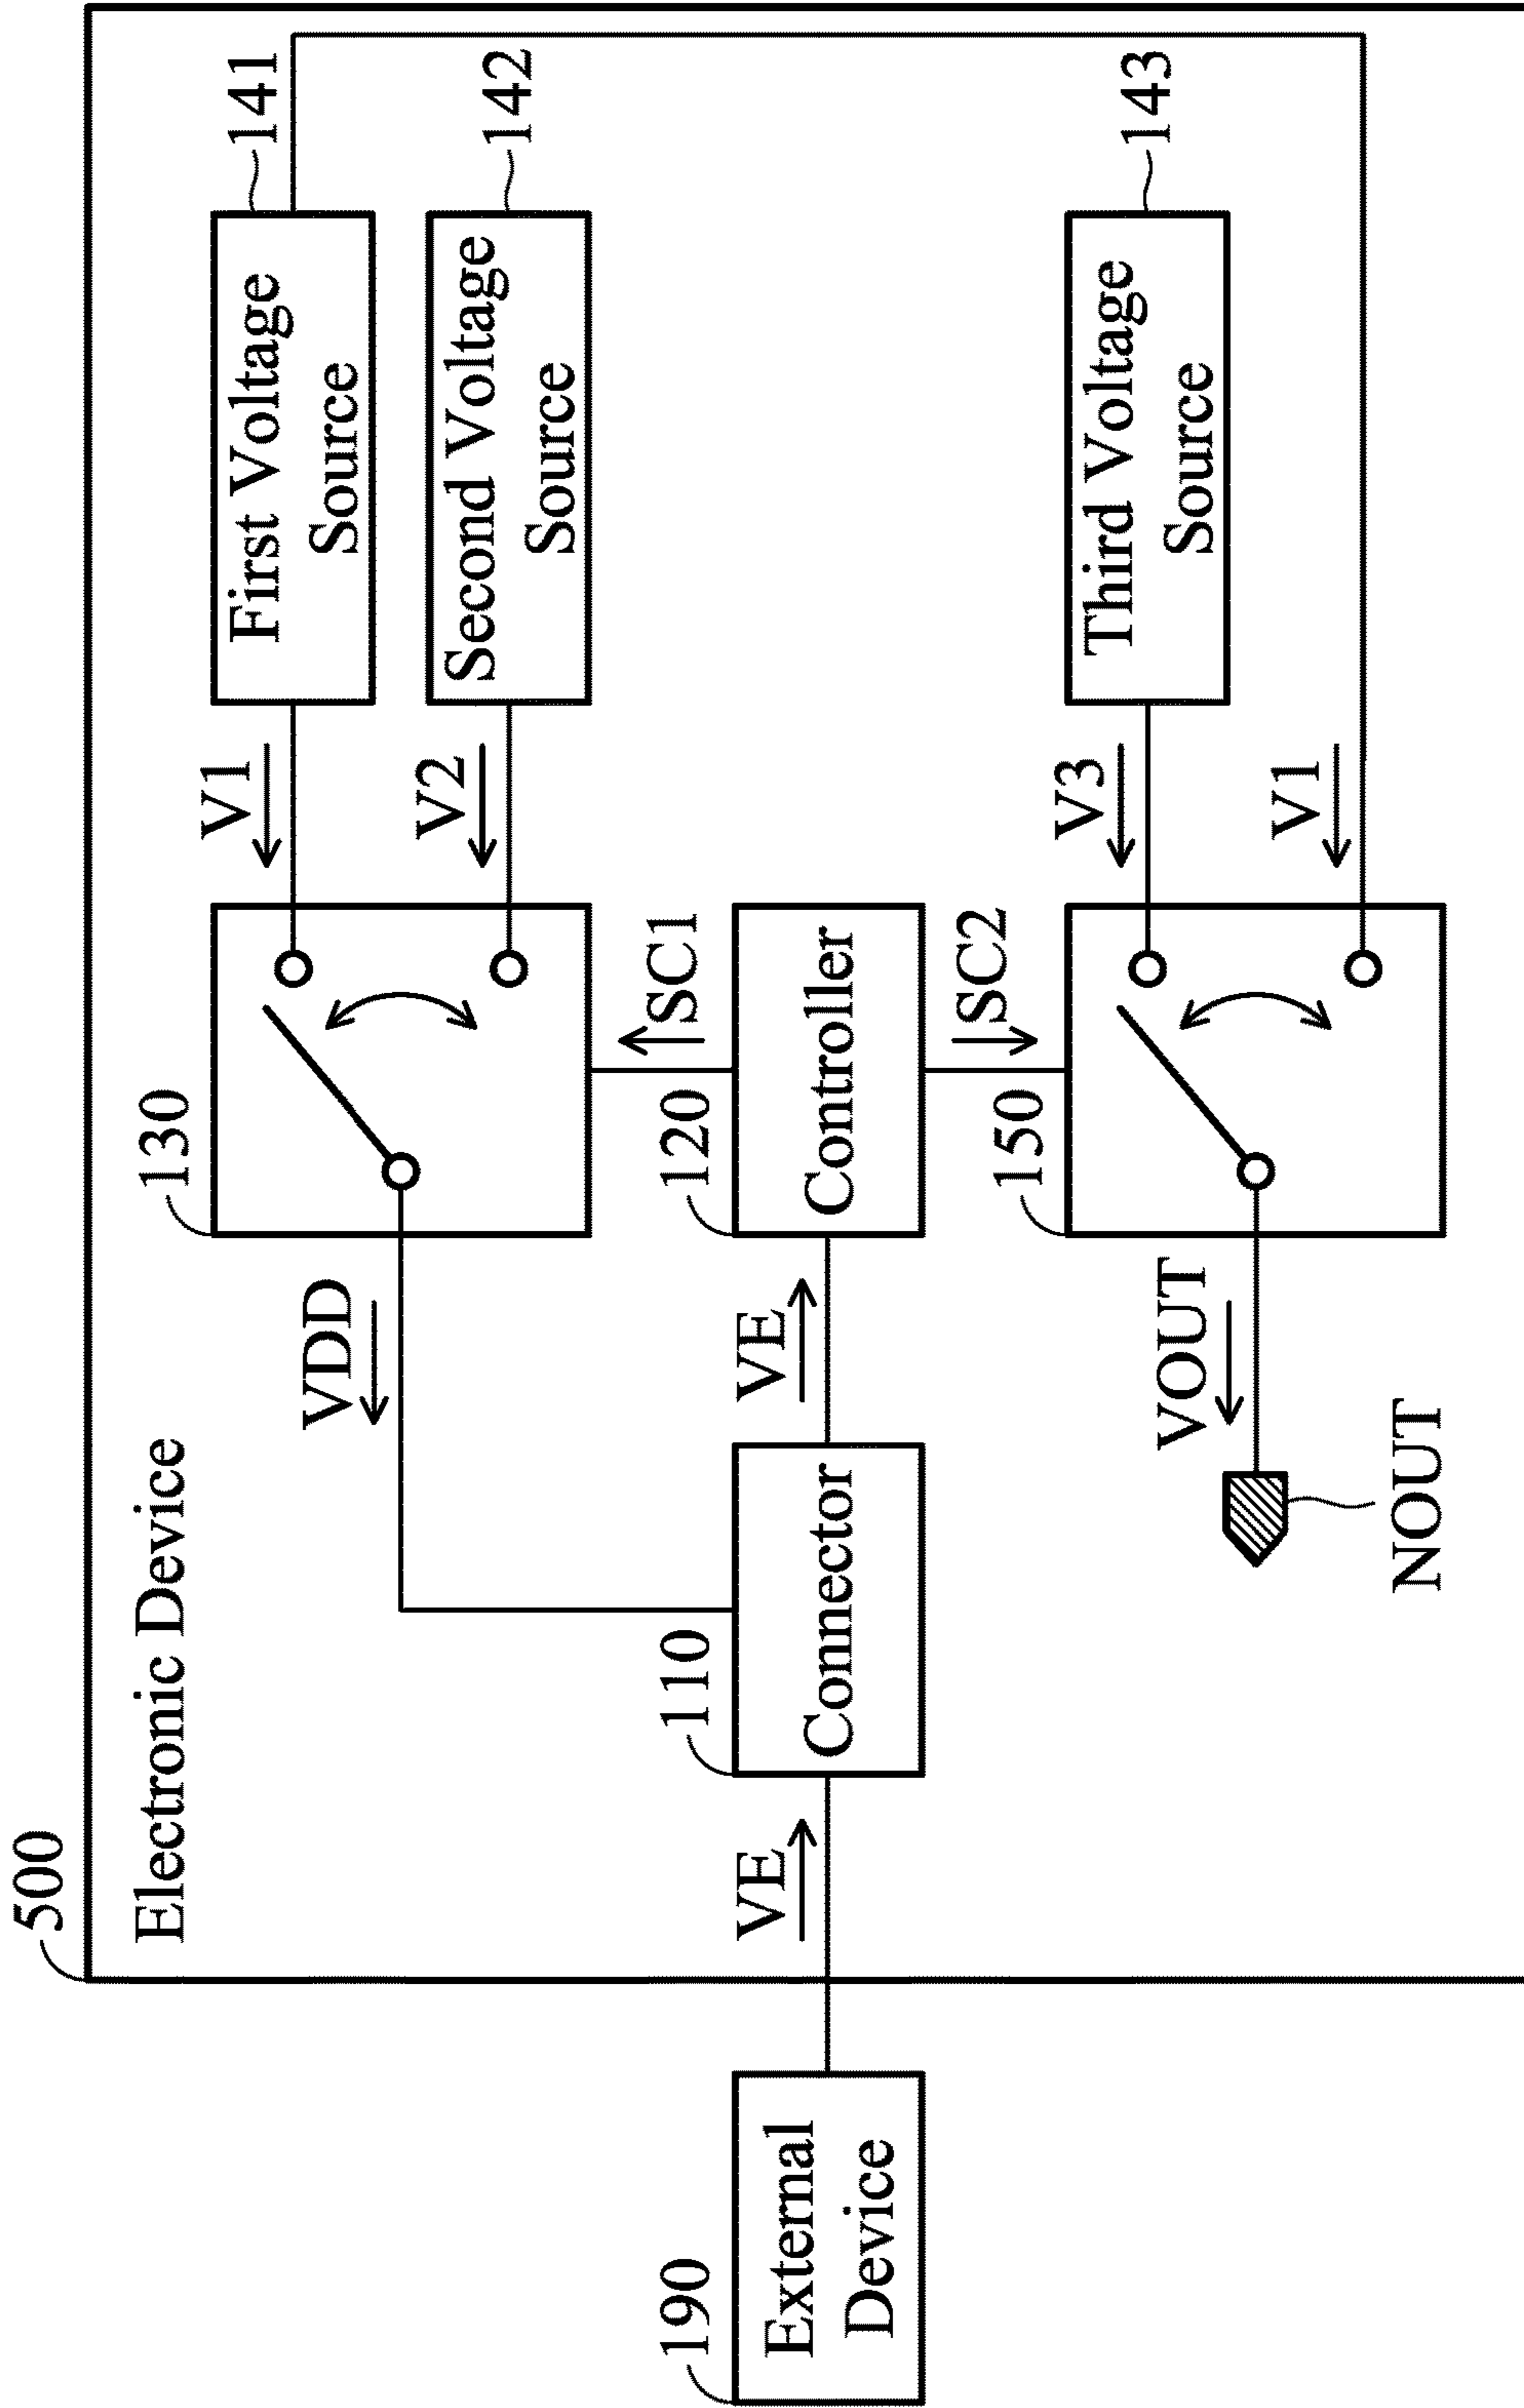 500
Electronic Device
130
V1
First Voltage
Source
141
VDD
V2
Second Voltage
Source
142
SC1
190
External
Device
VE
110
Connector
VE
120
Controller
SC2
150
V3
Third Voltage
Source
143
VOUT
V1
NOUT